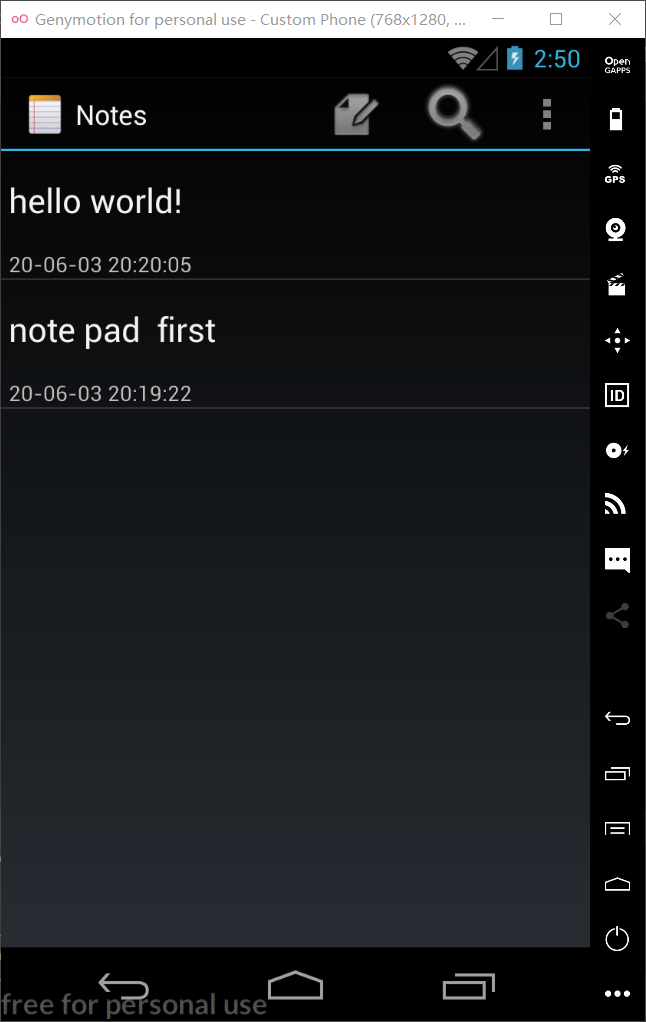 Genymotion for personal use - Custom Phone (768x1280, ...
2:50
Open
GAPPS
Notes
GPS
hello world!
20-06-03 20:20:05
note pad  first
20-06-03 20:19:22
ID
free for personal use